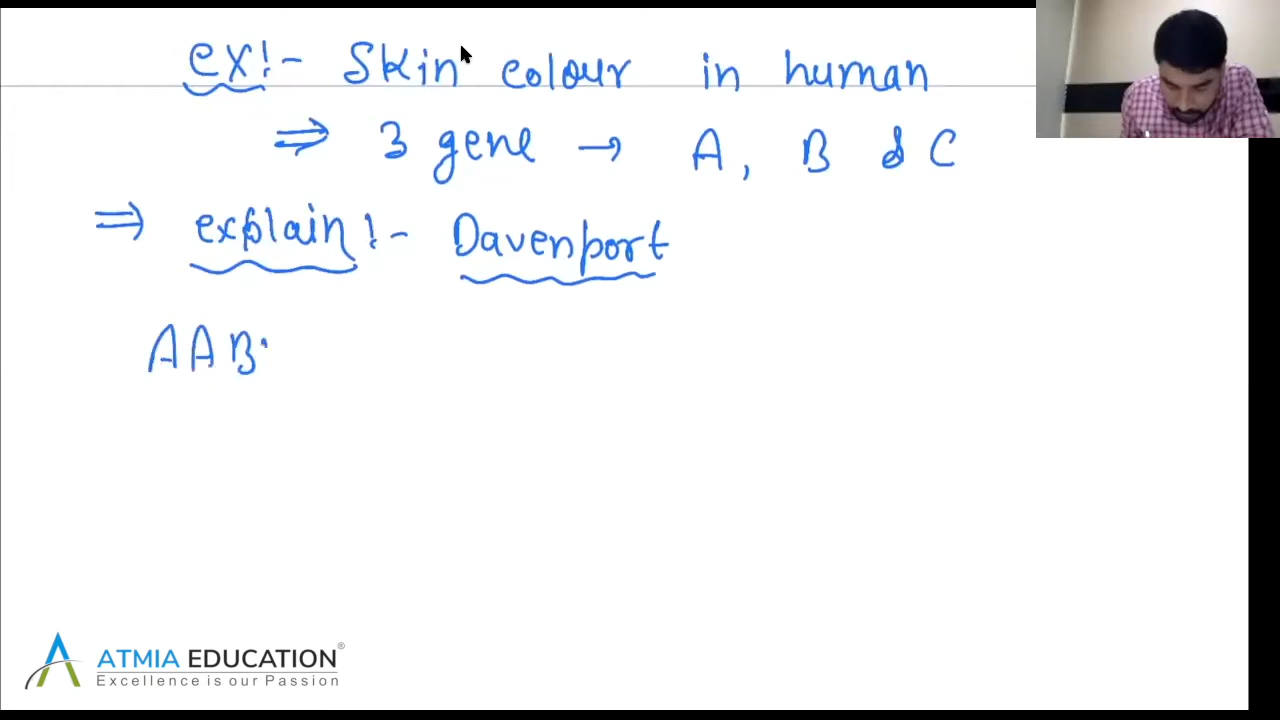 ex!- Skin colour in human
⇒ 3 gene → A, B & C
⇒ explain!- Davenport
AAB
ATMIA EDUCATION®
Excellence is our Passion